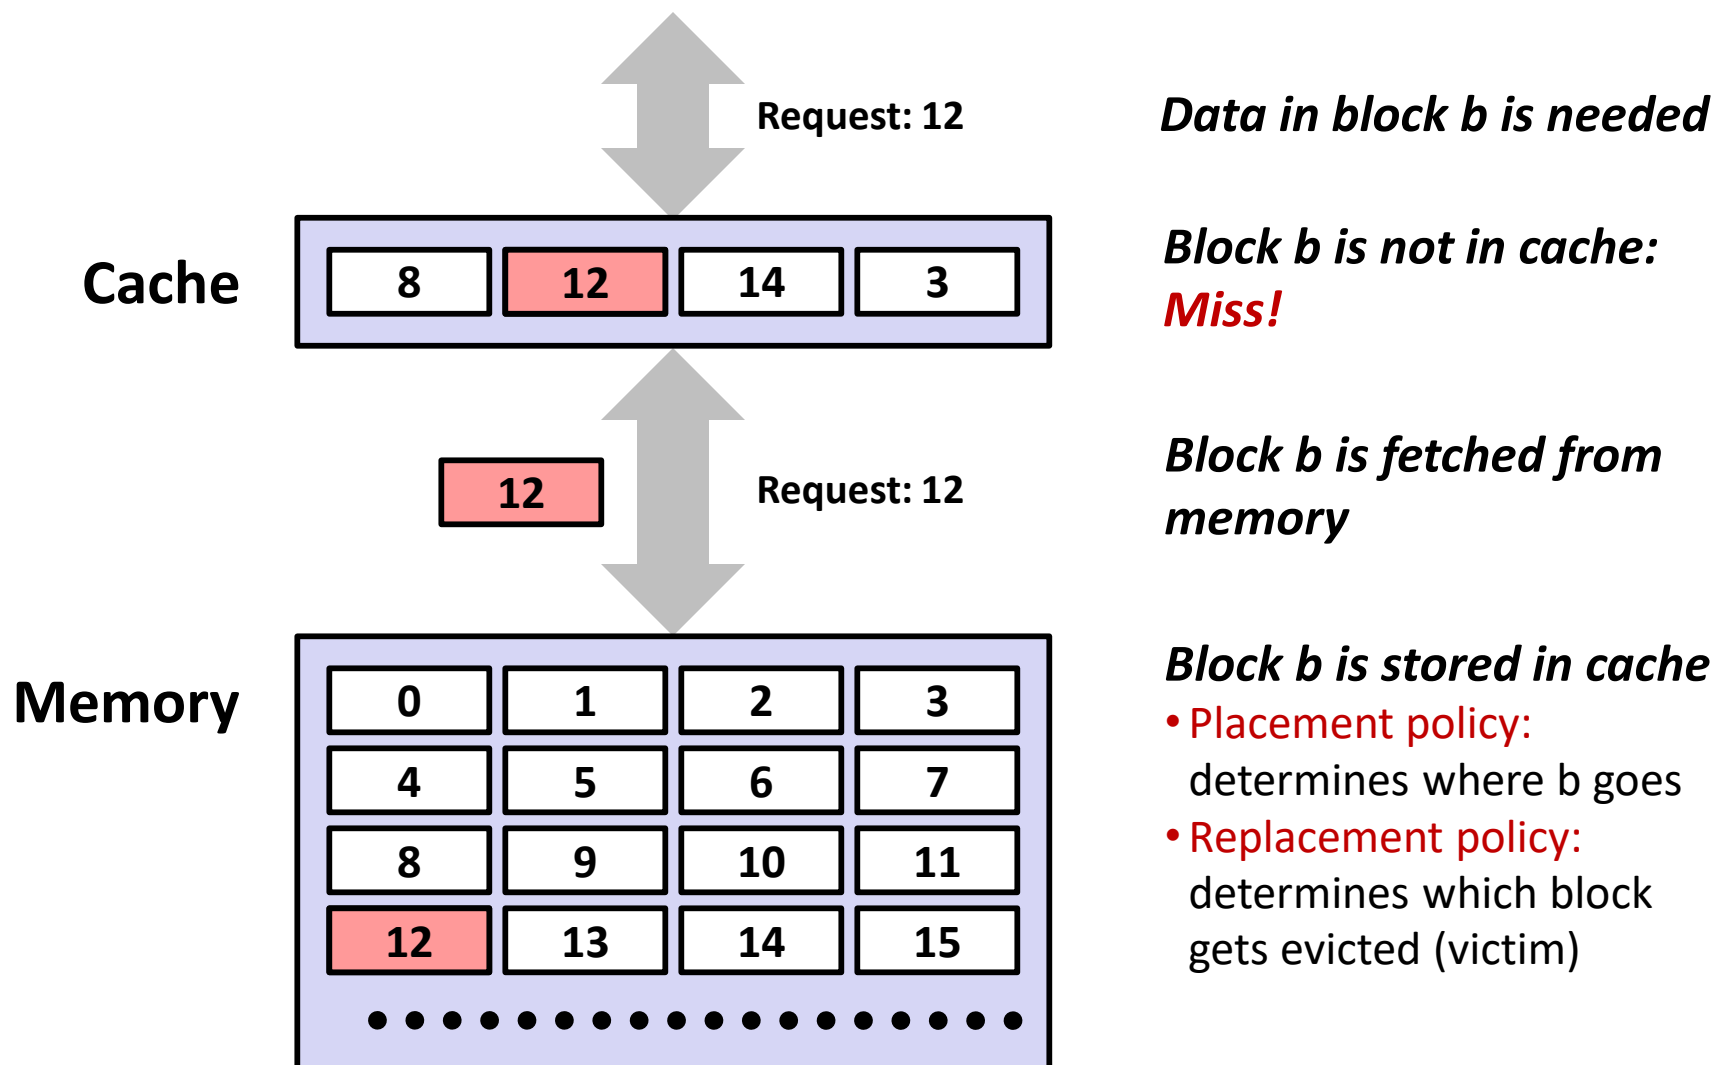 Request: 12
Data in block b is needed
Cache
8 12 14 3
Block b is not in cache:
Miss!
12
Request: 12
Block b is fetched from
memory
Memory
0 1 2 3
4 5 6 7
8 9 10 11
12 13 14 15
Block b is stored in cache
• Placement policy:
determines where b goes
• Replacement policy:
determines which block
gets evicted (victim)